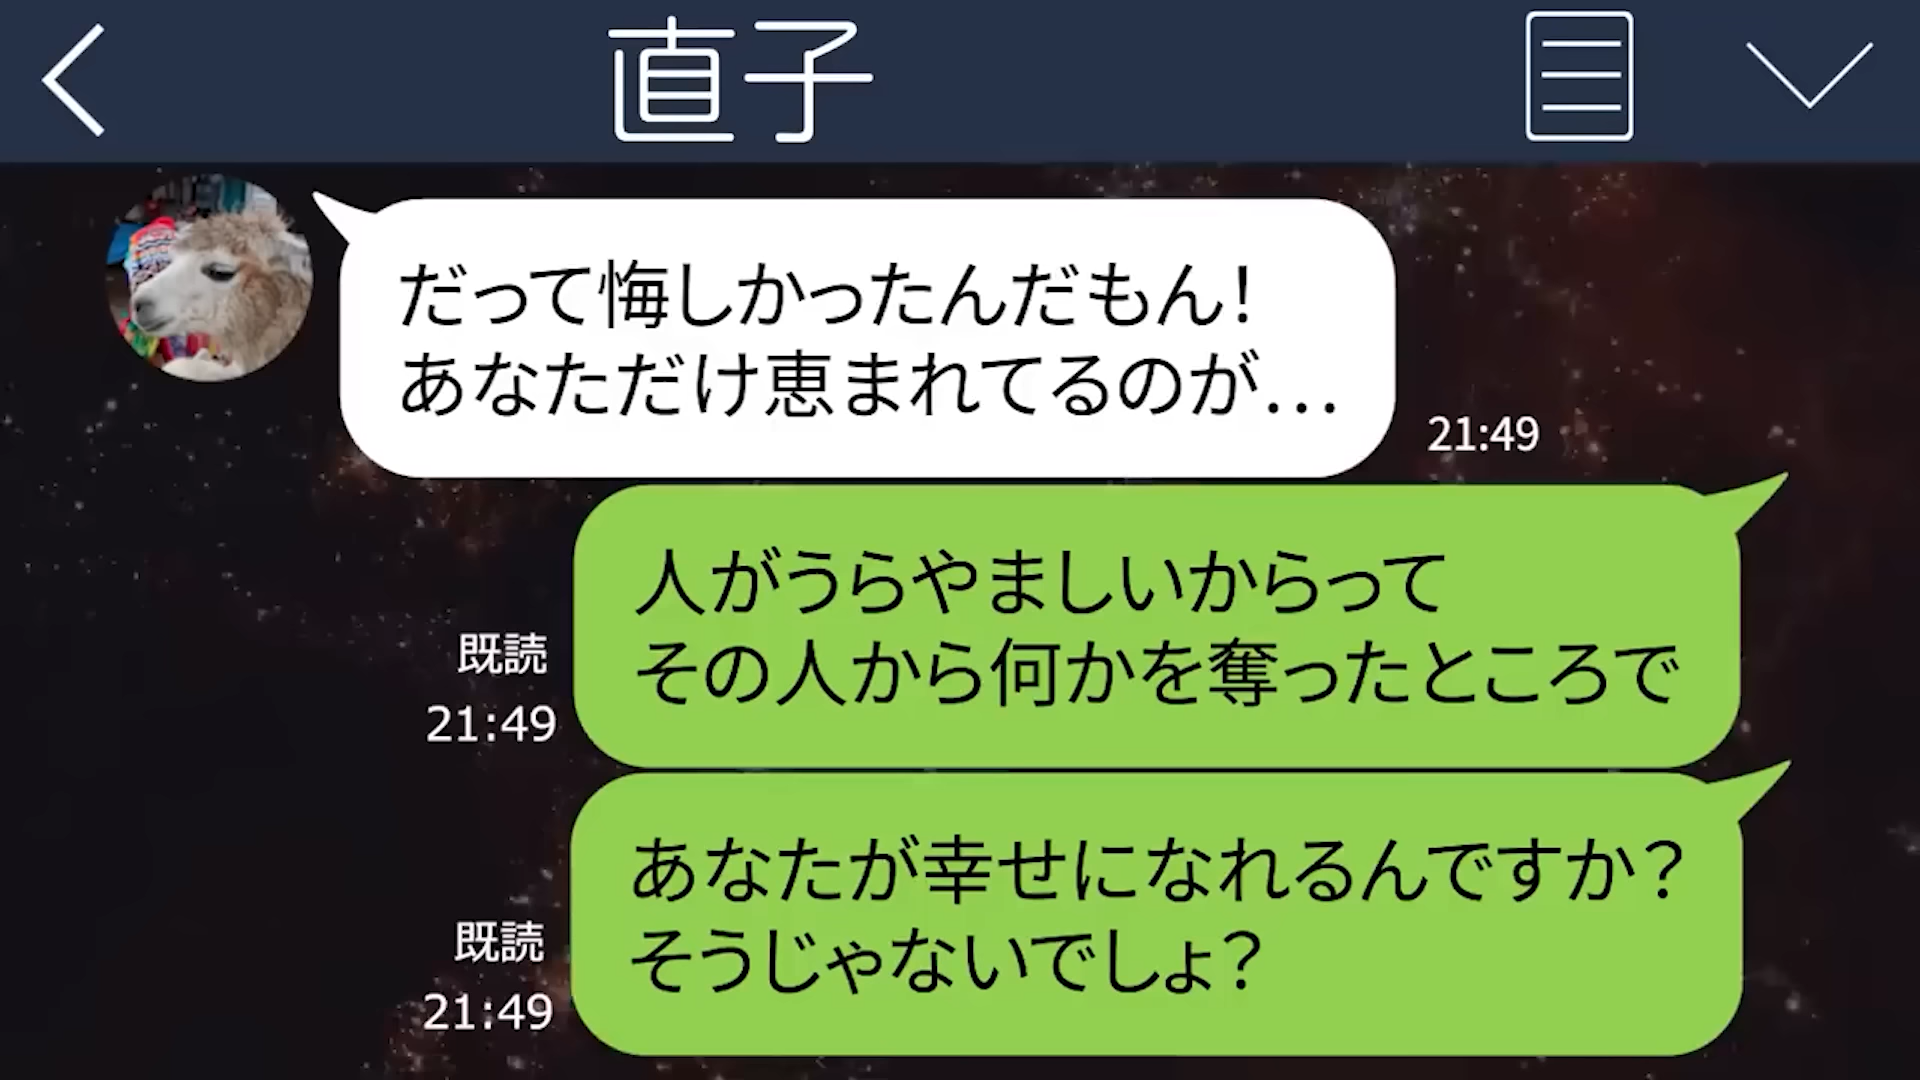 直子
だって悔しかったんだもん!
あなただけ恵まれてるのが…
21:49
人がうらやましいからって
その人から何かを奪ったところで
既読
21:49
あなたが幸せになれるんですか?
そうじゃないでしょ?
既読
21:49